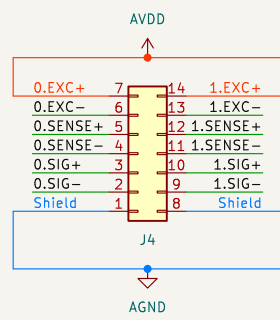 AVDD
0.EXC+ 7 14 1.EXC+
0.EXC- 6 13 1.EXC-
0.SENSE+ 5 12 1.SENSE+
0.SENSE- 4 11 1.SENSE-
0.SIG+ 3 10 1.SIG+
0.SIG- 2 9 1.SIG-
Shield 1 8 Shield
J4
AGND